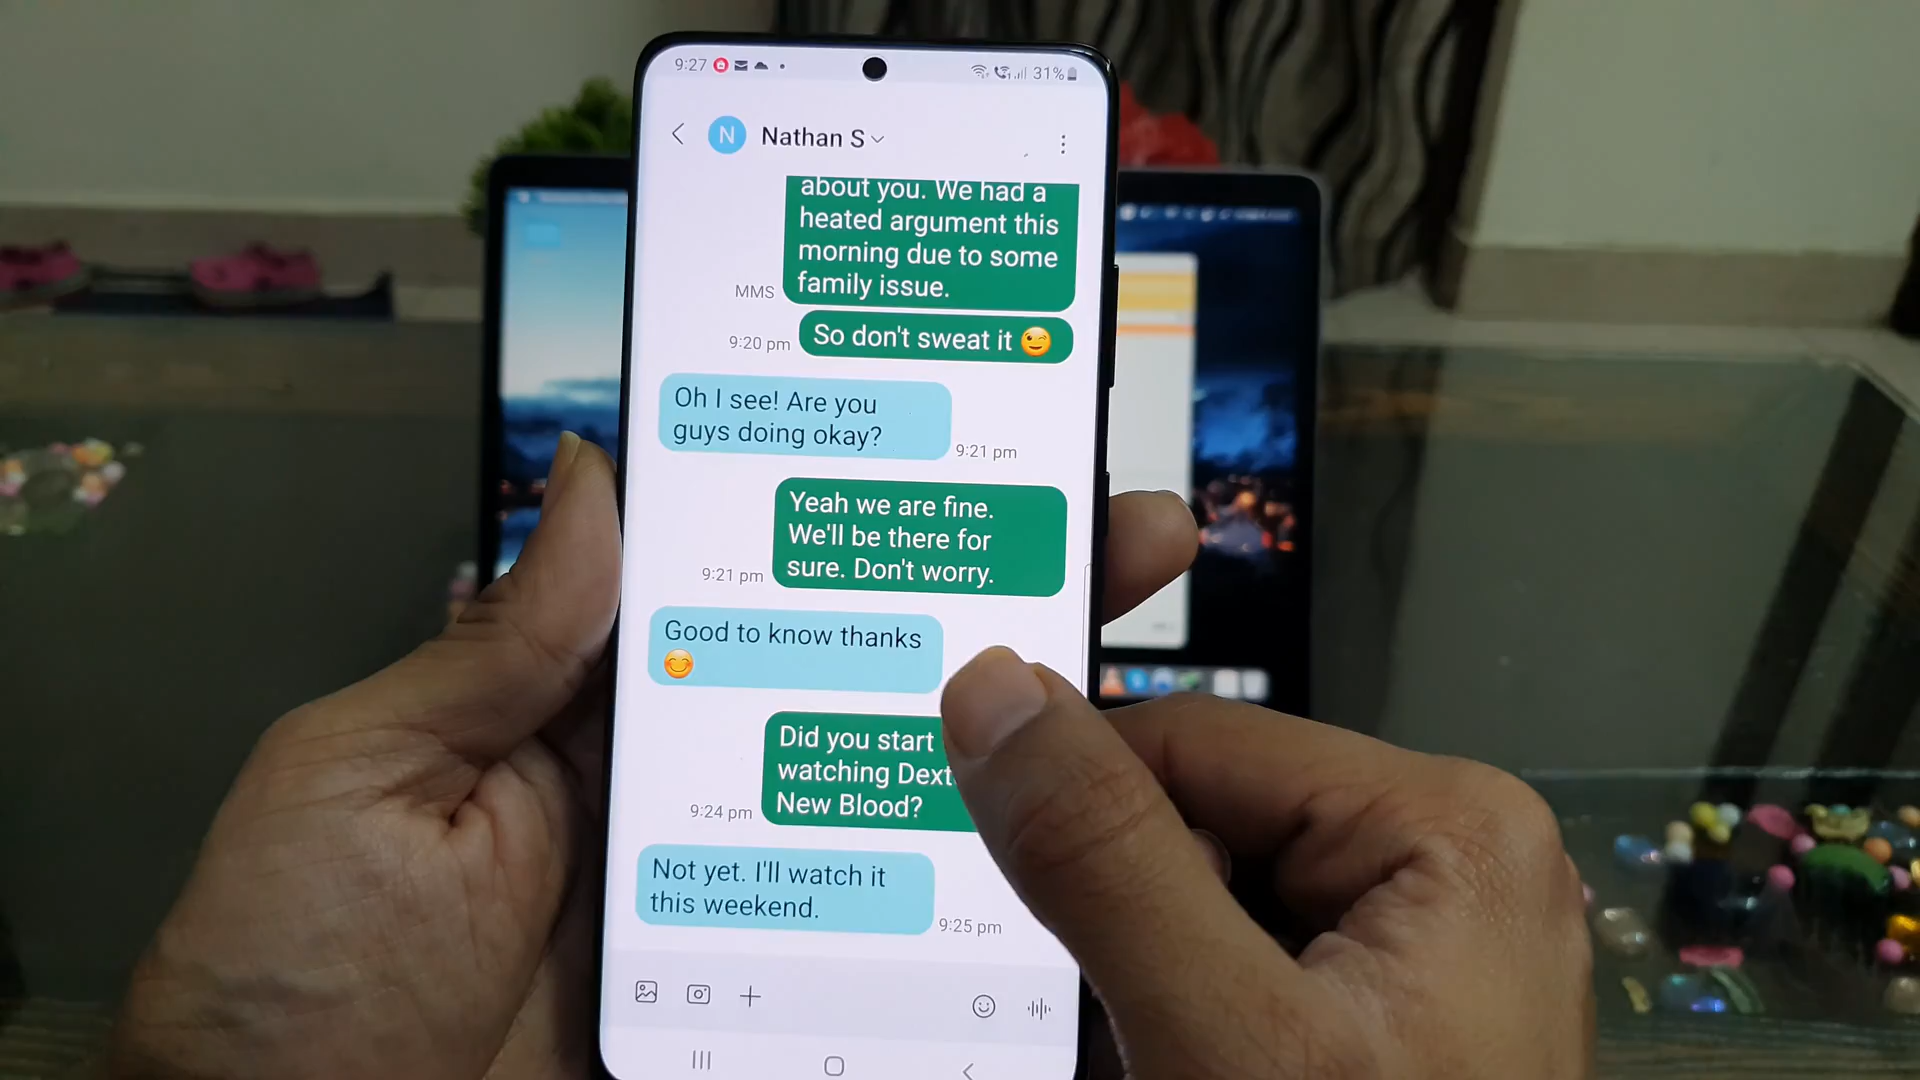 9:27
31%
N
Nathan S
about you. We had a
heated argument this
morning due to some
family issue.
MMS
So don't sweat it 😉
9:20 pm
Oh I see! Are you
guys doing okay?
9:21 pm
Yeah we are fine.
We'll be there for
sure. Don't worry.
9:21 pm
Good to know thanks
😊
Did you start
watching Dext
New Blood?
9:24 pm
Not yet. I'll watch it
this weekend.
9:25 pm